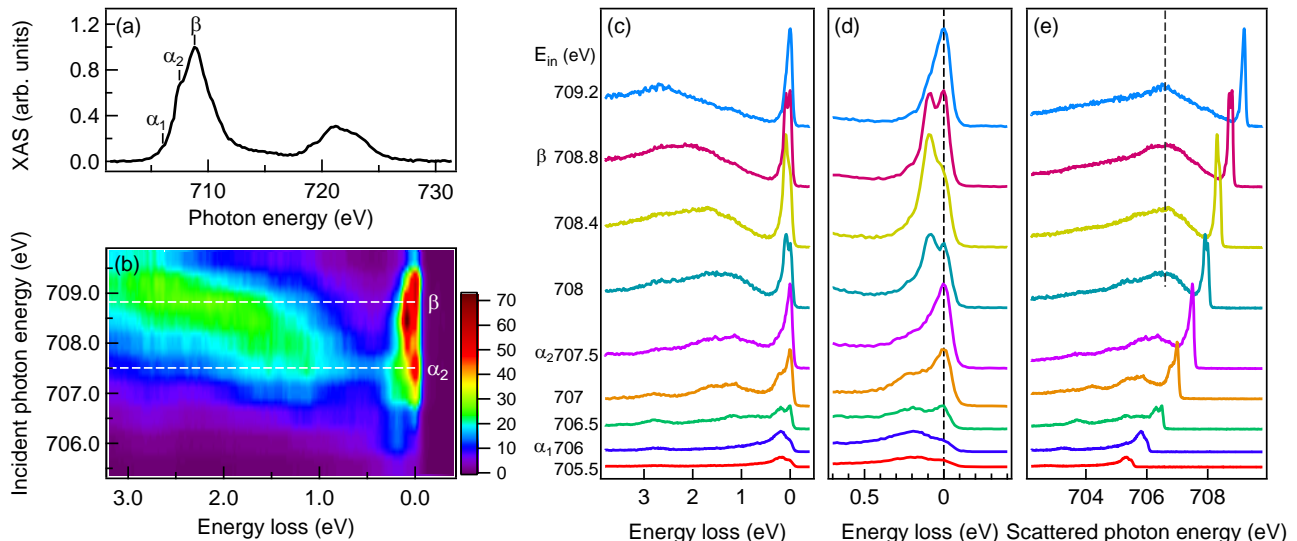 (a)
β
α2
α1
XAS (arb. units)
1.2
0.8
0.4
0.0
710
720
730
Photon energy (eV)
(b)
Incident photon energy (eV)
709.0
708.0
707.0
706.0
β
α2
3.0
2.0
1.0
0.0
Energy loss (eV)
70
60
50
40
30
20
10
0
(c)
Ein (eV)
709.2
β 708.8
708.4
708
α2 707.5
707
706.5
α1 706
705.5
3
2
1
0
Energy loss (eV)
(d)
0.5
0
Energy loss (eV)
(e)
704
706
708
Scattered photon energy (eV)